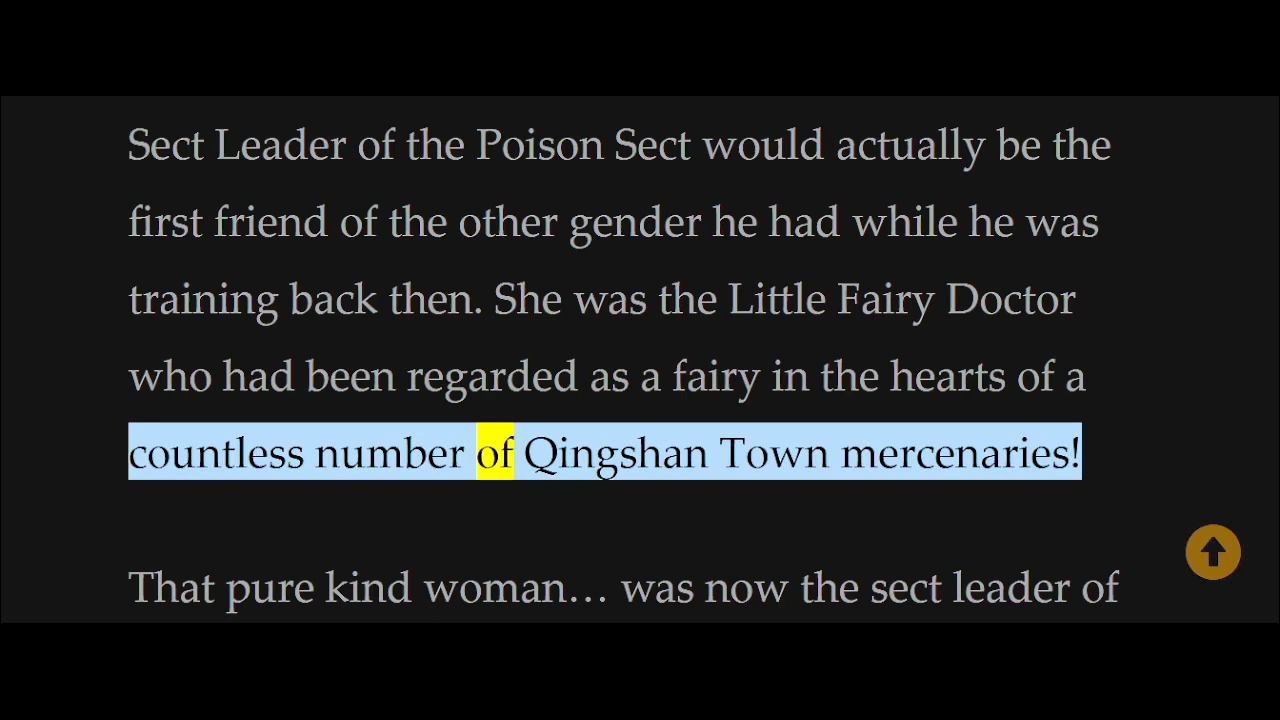 Sect Leader of the Poison Sect would actually be the
first friend of the other gender he had while he was
training back then. She was the Little Fairy Doctor
who had been regarded as a fairy in the hearts of a
countless number of Qingshan Town mercenaries!
That pure kind woman… was now the sect leader of